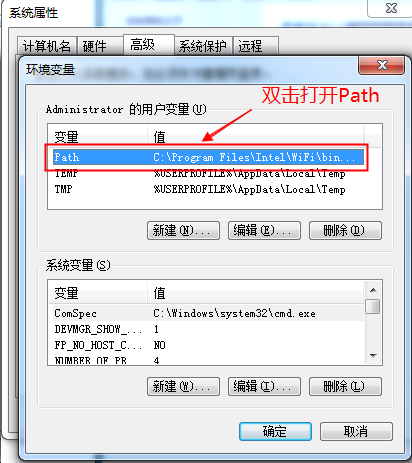 系统属性
计算机名 硬件 高级 系统保护 远程
环境变量
双击打开Path
Administrator 的用户变量(U)
变量 值
Path C:\Program Files\Intel\WiFi\bin...
TEMP %USERPROFILE%\AppData\Local\Temp
TMP %USERPROFILE%\AppData\Local\Temp
新建(N)... 编辑(E)... 删除(D)
系统变量(S)
变量 值
ComSpec C:\Windows\system32\cmd.exe
DEVMGR_SHOW_... 1
FP_NO_HOST_C... NO
NUMBER_OF_PR... 4
新建(W)... 编辑(I)... 删除(L)
确定 取消